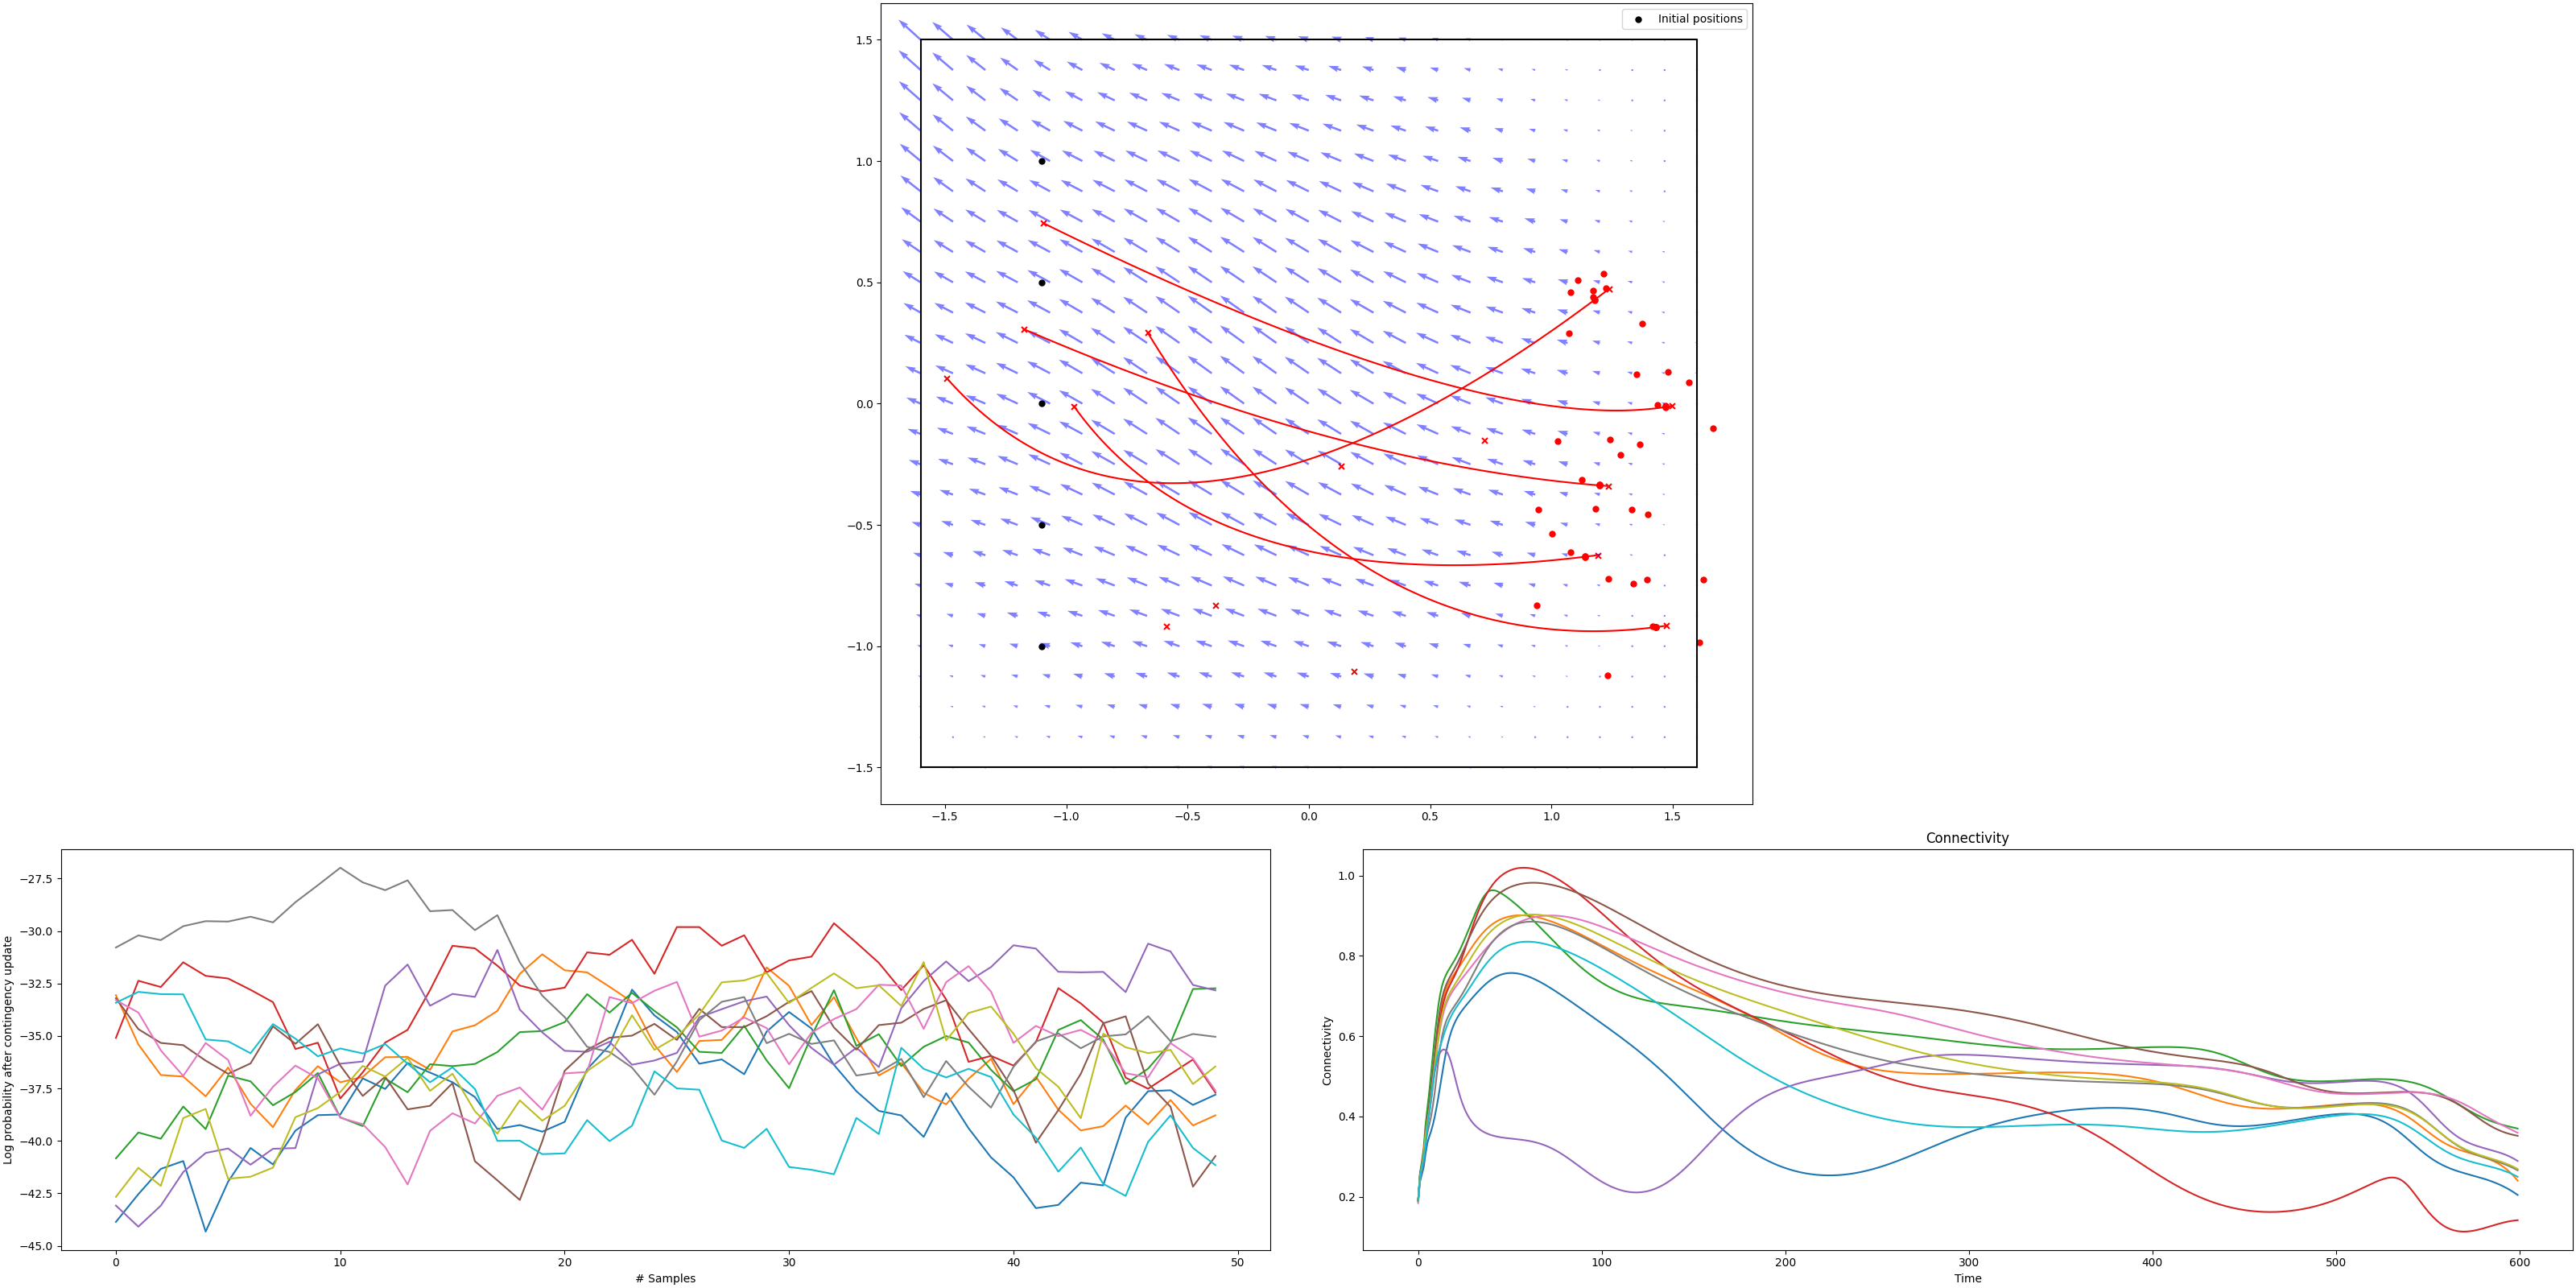 Initial positions
1.5
1.0
0.5
0.0
−0.5
−1.0
−1.5
−1.5 −1.0 −0.5 0.0 0.5 1.0 1.5
Log probability after contingency update
−27.5
−30.0
−32.5
−35.0
−37.5
−40.0
−42.5
−45.0
0 10 20 30 40 50
# Samples
Connectivity
Connectivity
1.0
0.8
0.6
0.4
0.2
0 100 200 300 400 500 600
Time